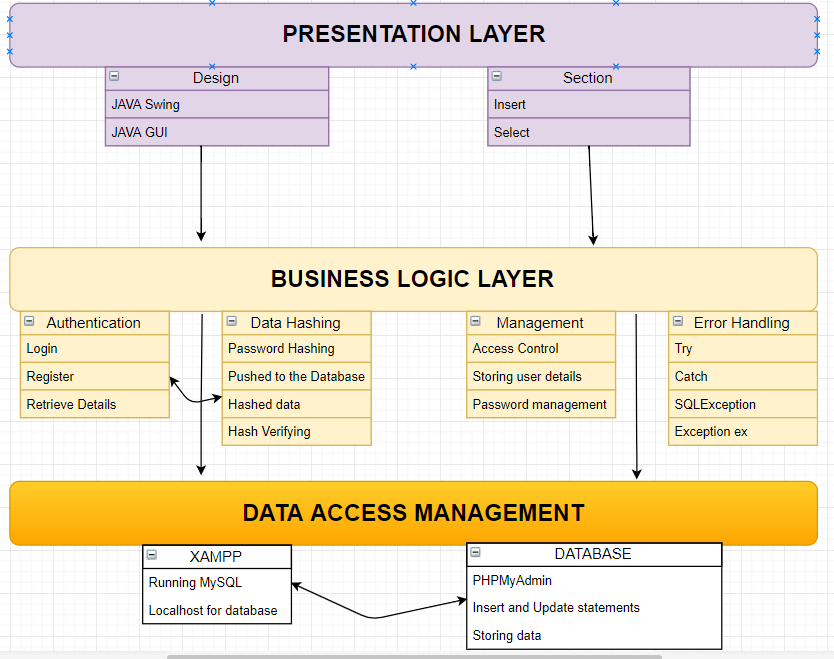 PRESENTATION LAYER
Design
JAVA Swing
JAVA GUI
Section
Insert
Select
BUSINESS LOGIC LAYER
Authentication
Login
Register
Retrieve Details
Data Hashing
Password Hashing
Pushed to the Database
Hashed data
Hash Verifying
Management
Access Control
Storing user details
Password management
Error Handling
Try
Catch
SQLException
Exception ex
DATA ACCESS MANAGEMENT
XAMPP
Running MySQL
Localhost for database
DATABASE
PHPMyAdmin
Insert and Update statements
Storing data